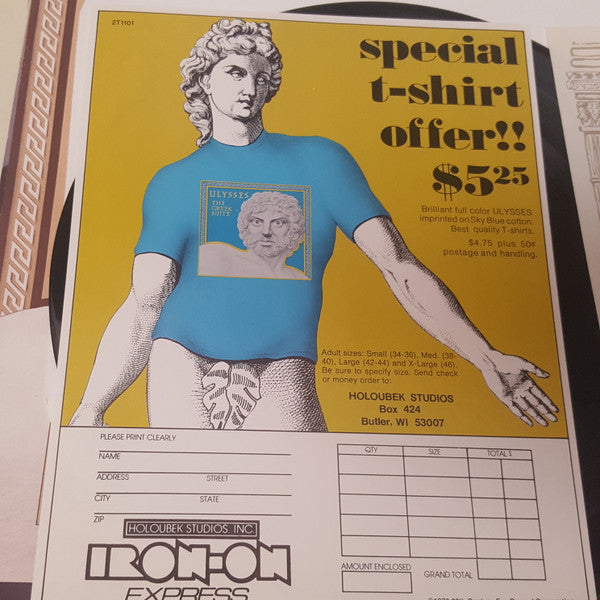 2T1101
special
t-shirt
offer!!
$5.25
Brilliant full color ULYSSES
imprinted on Sky Blue cotton.
Best quality T-shirts.
$4.75 plus 50¢
postage and handling.
ULYSSES
THE
GREEK
SUITE
Adult sizes: Small (34-36), Med. (38-
40), Large (42-44) and X-Large (46).
Be sure to specify size. Send check
or money order to:
HOLOUBEK STUDIOS
Box 424
Butler, WI 53007
PLEASE PRINT CLEARLY
NAME
ADDRESS STREET
CITY STATE
ZIP
QTY SIZE TOTAL $
AMOUNT ENCLOSED
GRAND TOTAL
HOLOUBEK STUDIOS, INC.
IRON-ON
EXPRESS